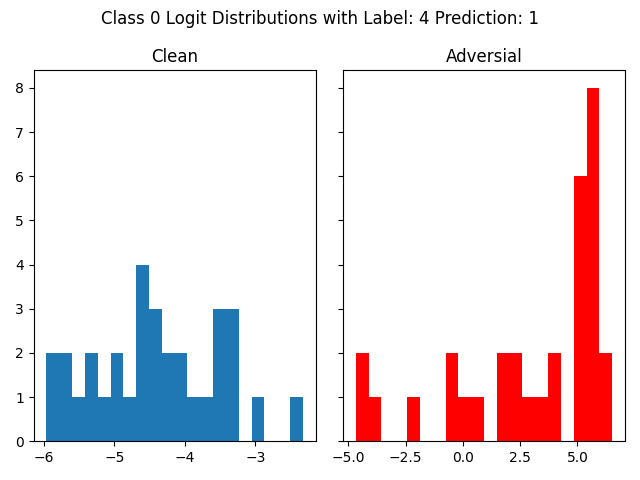 Class 0 Logit Distributions with Label: 4 Prediction: 1
Clean
Adversial
8
7
6
5
4
3
2
1
0
−6 −5 −4 −3
−5.0 −2.5 0.0 2.5 5.0